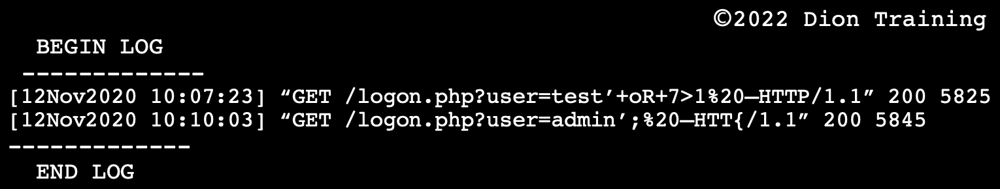 ©2022 Dion Training
BEGIN LOG
-------------
[12Nov2020 10:07:23] “GET /logon.php?user=test’+oR+7>1%20—HTTP/1.1” 200 5825
[12Nov2020 10:10:03] “GET /logon.php?user=admin’;%20—HTT{/1.1” 200 5845
-------------
END LOG